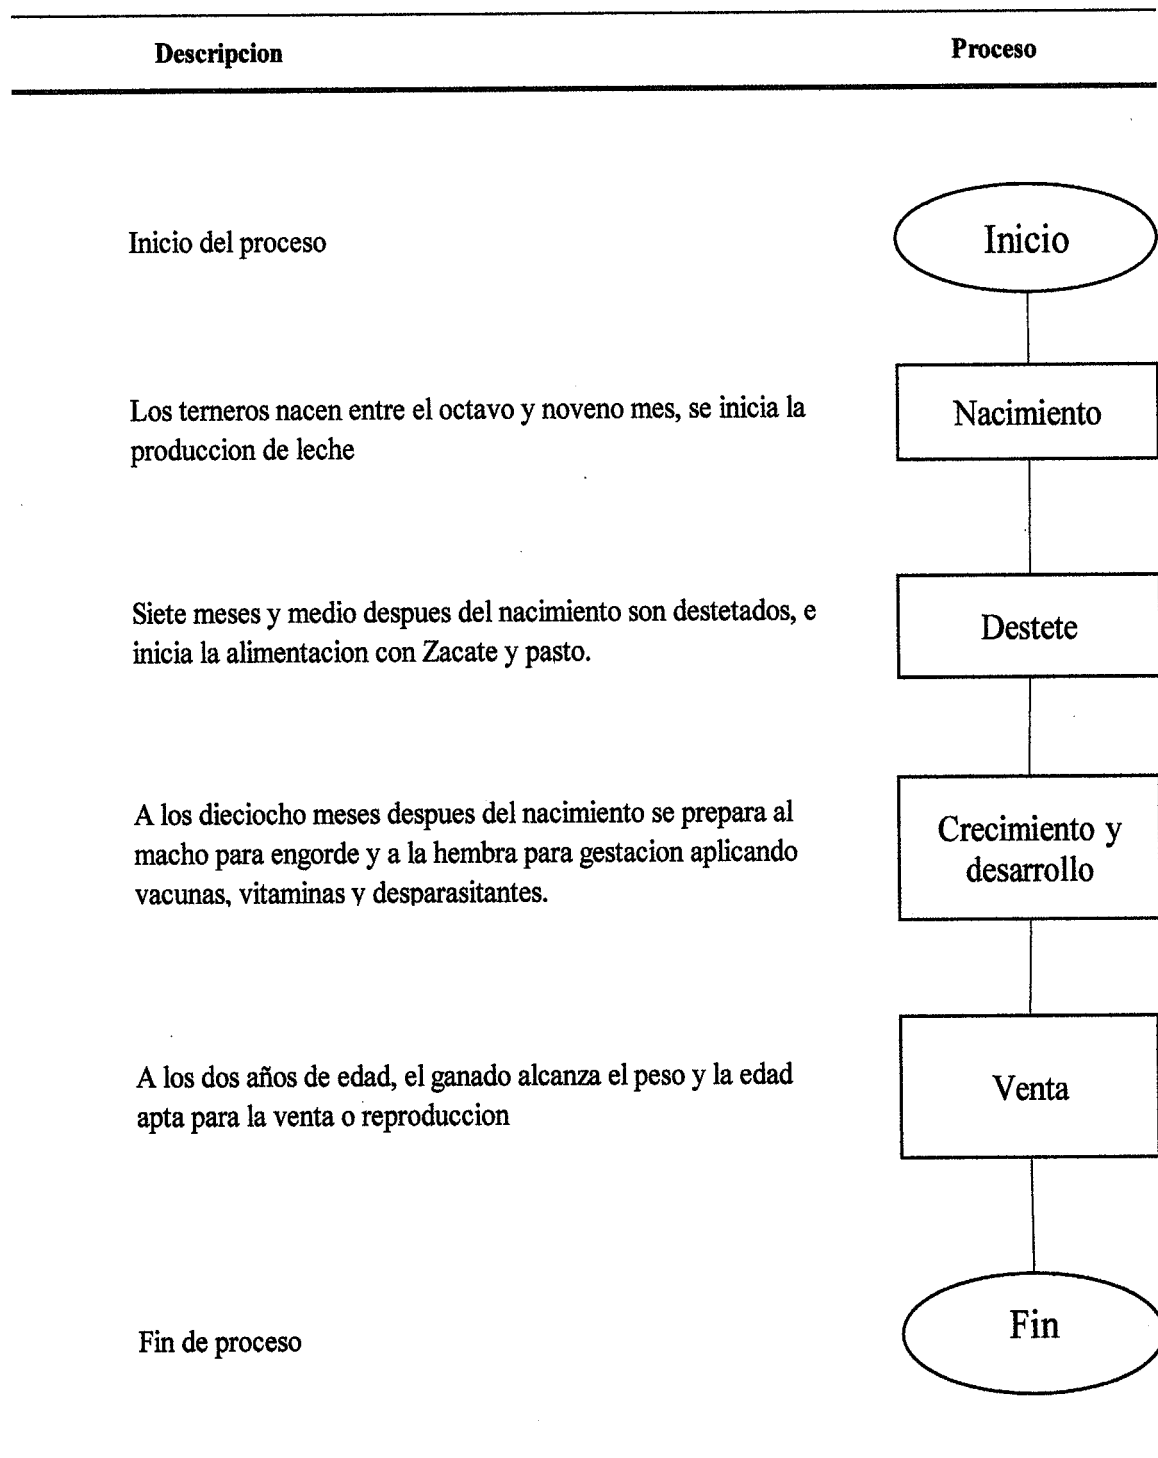 Descripcion
Proceso
Inicio del proceso
Inicio
Los terneros nacen entre el octavo y noveno mes, se inicia la
produccion de leche
Nacimiento
Siete meses y medio despues del nacimiento son destetados, e
inicia la alimentacion con Zacate y pasto.
Destete
A los dieciocho meses despues del nacimiento se prepara al
macho para engorde y a la hembra para gestacion aplicando
vacunas, vitaminas y desparasitantes.
Crecimiento y
desarrollo
A los dos años de edad, el ganado alcanza el peso y la edad
apta para la venta o reproduccion
Venta
Fin de proceso
Fin